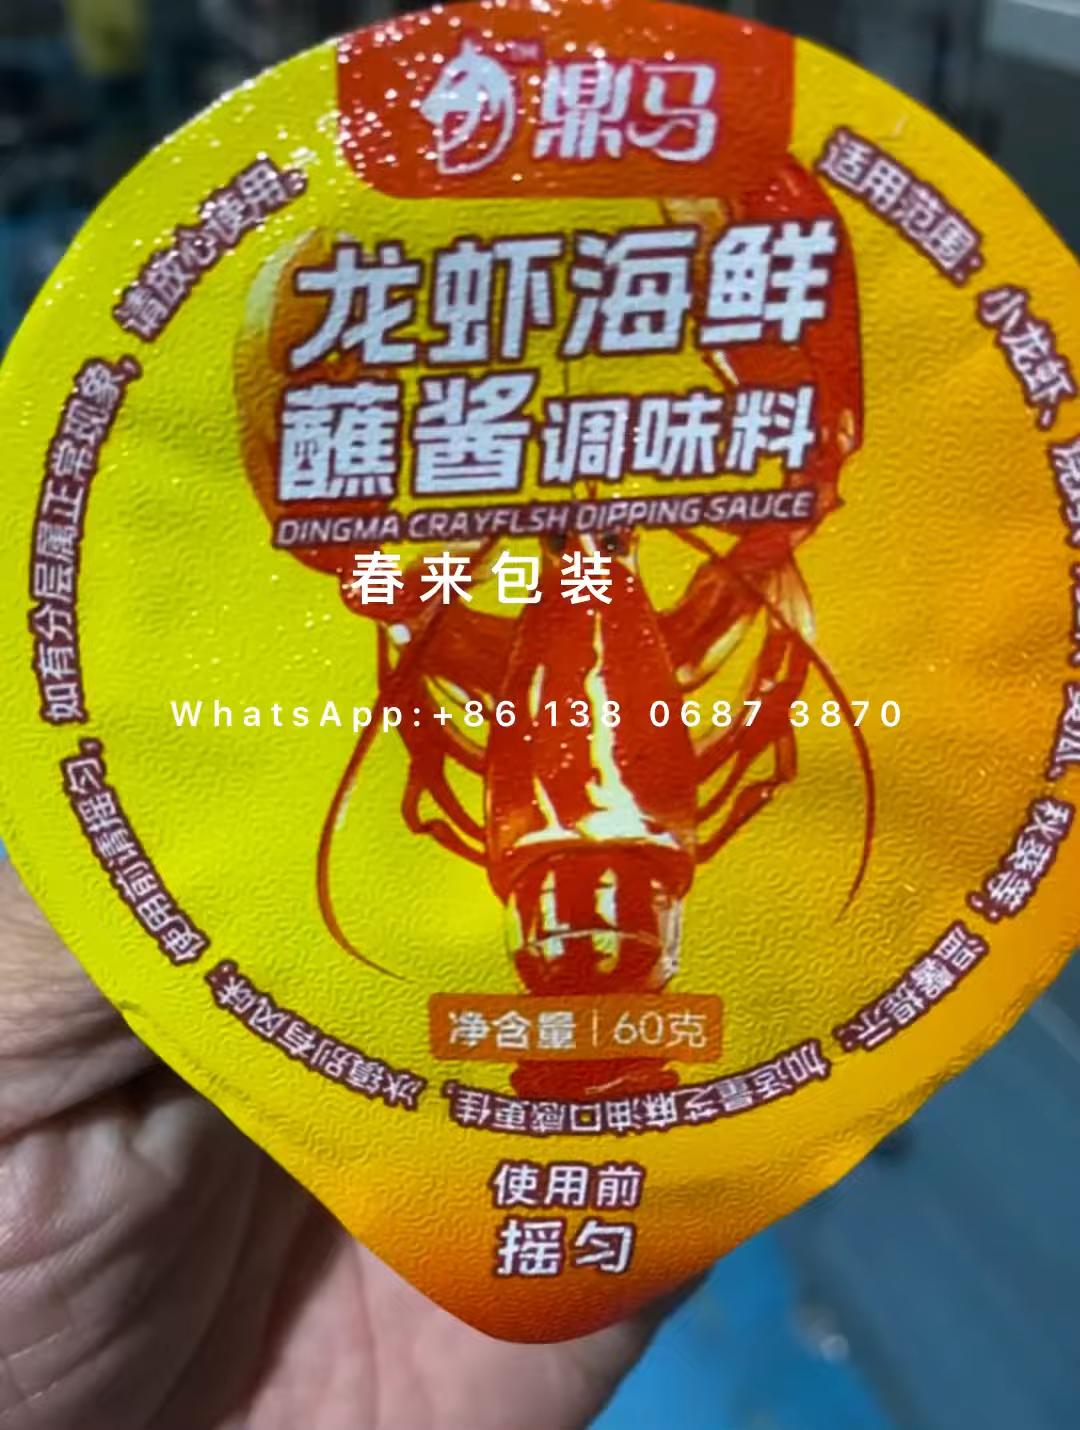 TM
鼎马
龙虾海鲜
蘸酱调味料
DINGMA CRAYFLSH DIPPING SAUCE
春来包装
WhatsApp:+86 138 0687 3870
净含量 | 60克
使用前
摇匀
适用范围: 小龙虾、
秋葵等; 温馨提示: 加适量芝麻油口感更佳,
冰镇别有风味; 使用前请摇匀,
如有分层属正常现象, 请放心使用。